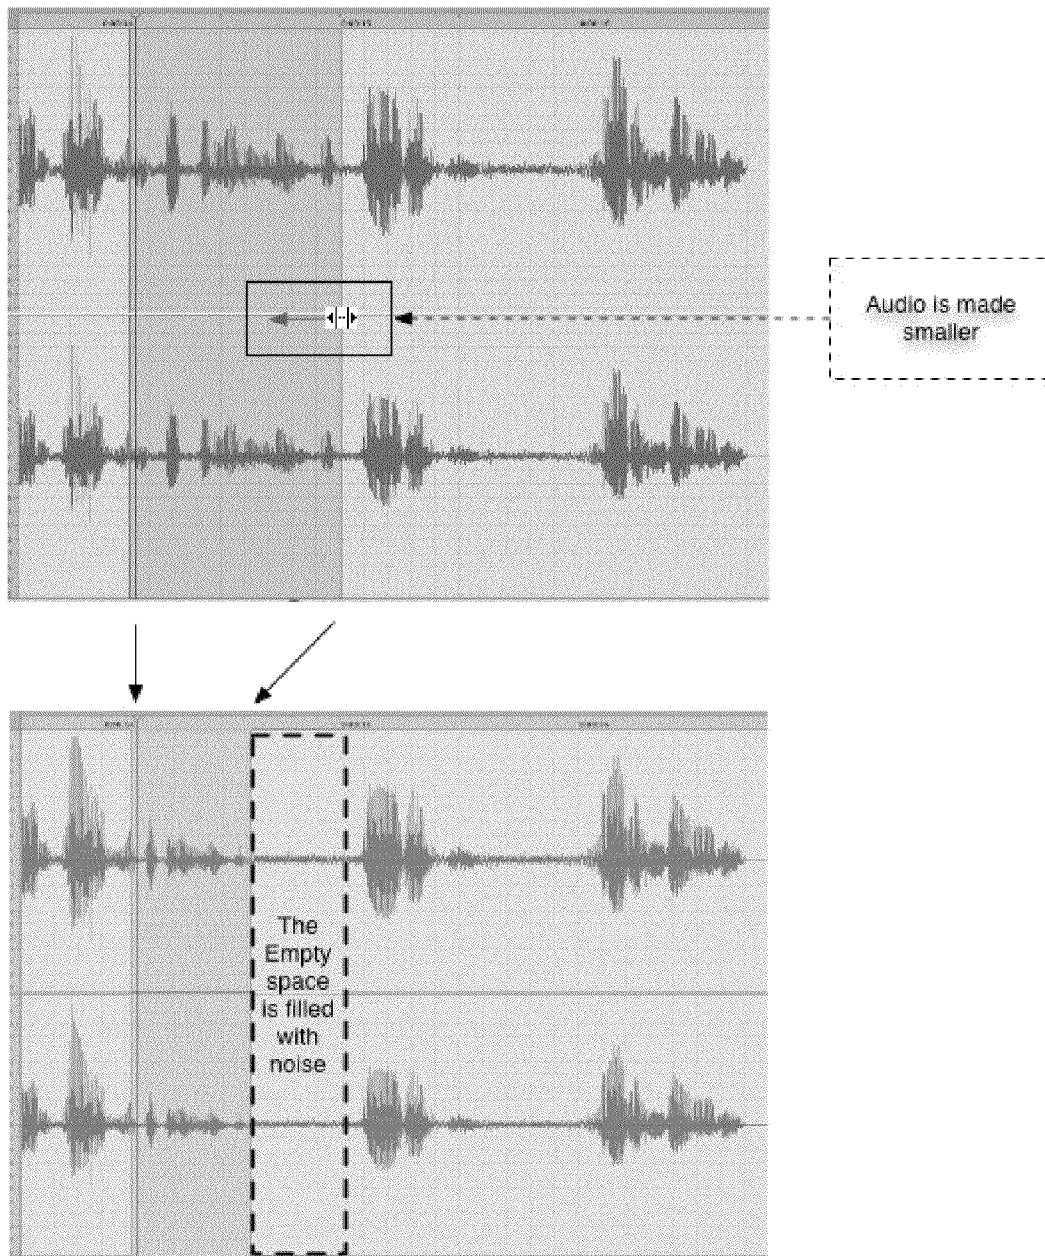 Audio is made
smaller
The
Empty
space
is filled
with
noise